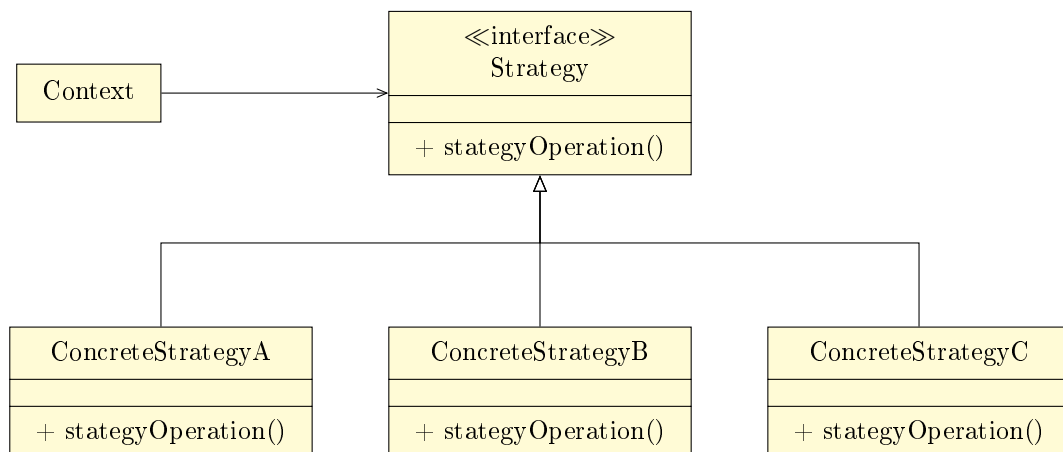 ≪interface≫
Strategy
Context
+ stategyOperation()
ConcreteStrategyA
ConcreteStrategyB
ConcreteStrategyC
+ stategyOperation()
+ stategyOperation()
+ stategyOperation()